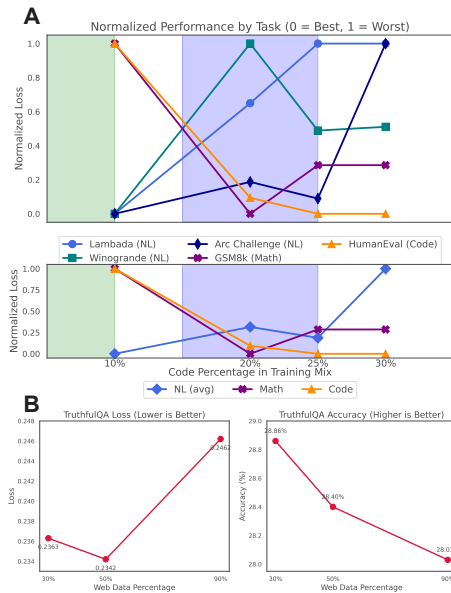 A
Normalized Performance by Task (0 = Best, 1 = Worst)
Normalized Loss
1.0
0.8
0.6
0.4
0.2
0.0
Lambada (NL)
Winogrande (NL)
Arc Challenge (NL)
GSM8k (Math)
HumanEval (Code)
Normalized Loss
1.00
0.75
0.50
0.25
0.00
10%
20%
25%
30%
Code Percentage in Training Mix
NL (avg)
Math
Code
B
TruthfulQA Loss (Lower is Better)
Loss
0.248
0.246
0.244
0.242
0.240
0.238
0.236
0.234
0.2363
0.2342
0.2462
30%
50%
90%
Web Data Percentage
TruthfulQA Accuracy (Higher is Better)
Accuracy (%)
29.0
28.8
28.6
28.4
28.2
28.0
28.86%
28.40%
30%
50%
90%
Web Data Percentage